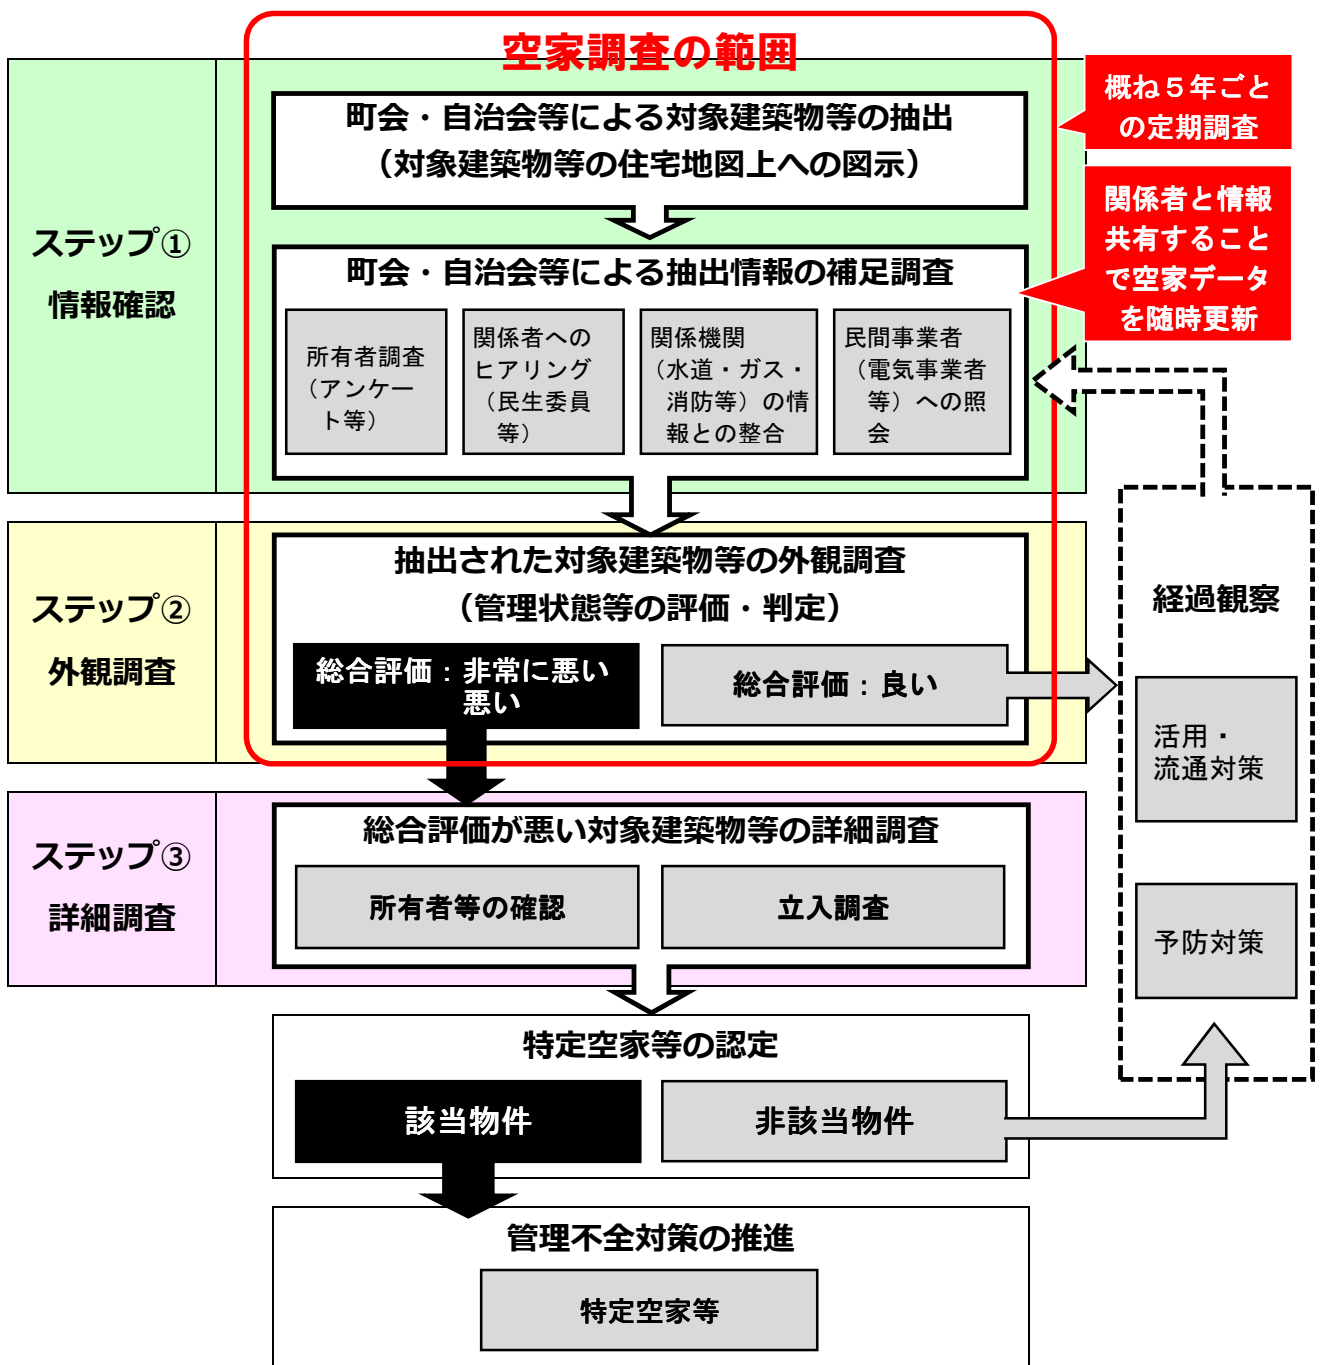 空家調査の範囲
概ね５年ごと
の定期調査
町会・自治会等による対象建築物等の抽出
（対象建築物等の住宅地図上への図示）
関係者と情報
共有すること
で空家データ
を随時更新
ステップ①
情報確認
町会・自治会等による抽出情報の補足調査
所有者調査
（アンケー
ト等）
関係者への
ヒアリング
（民生委員
等）
関係機関
（水道・ガス・
消防等）の情
報との整合
民間事業者
（電気事業者
等）への照
会
ステップ②
外観調査
抽出された対象建築物等の外観調査
（管理状態等の評価・判定）
総合評価：非常に悪い
悪い
総合評価：良い
経過観察
活用・
流通対策
予防対策
ステップ③
詳細調査
総合評価が悪い対象建築物等の詳細調査
所有者等の確認
立入調査
特定空家等の認定
該当物件
非該当物件
管理不全対策の推進
特定空家等